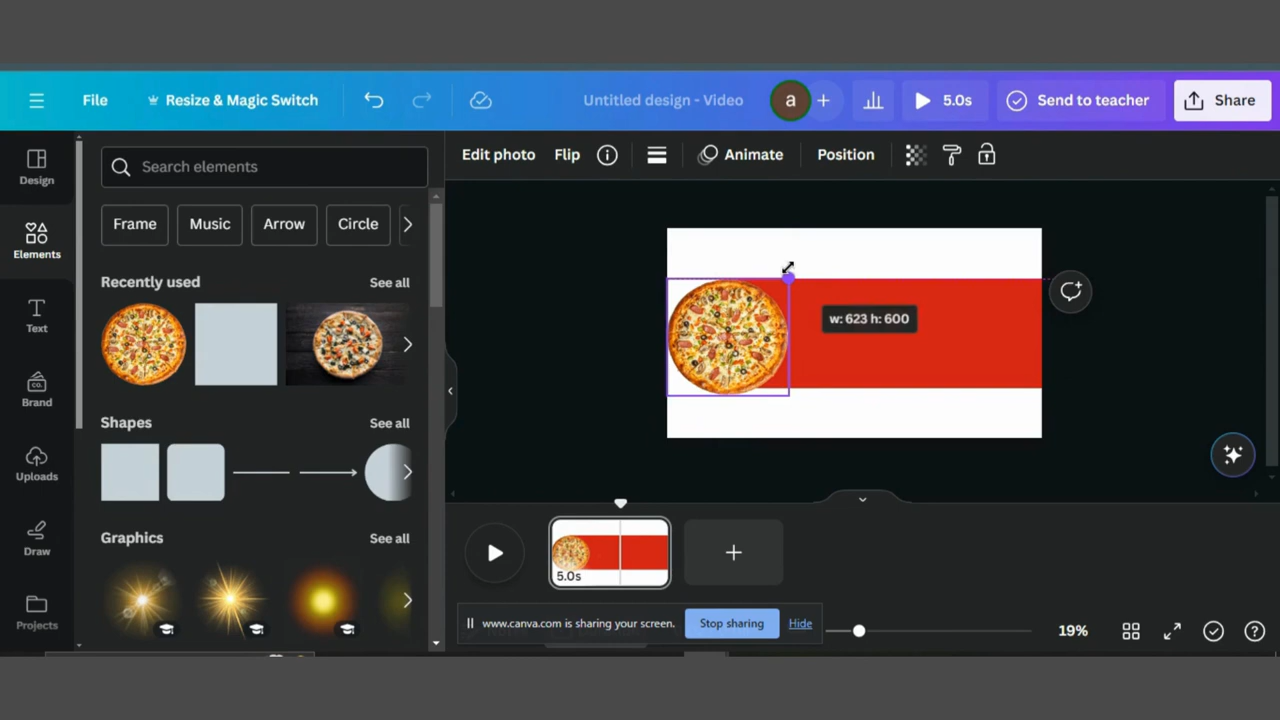 File
Resize & Magic Switch
Untitled design - Video
a
5.0s
Send to teacher
Share
Design
Elements
Text
Brand
Uploads
Draw
Projects
Search elements
Frame
Music
Arrow
Circle
Recently used
See all
Shapes
See all
Graphics
See all
Edit photo
Flip
Animate
Position
w: 623 h: 600
5.0s
www.canva.com is sharing your screen.
Stop sharing
Hide
19%